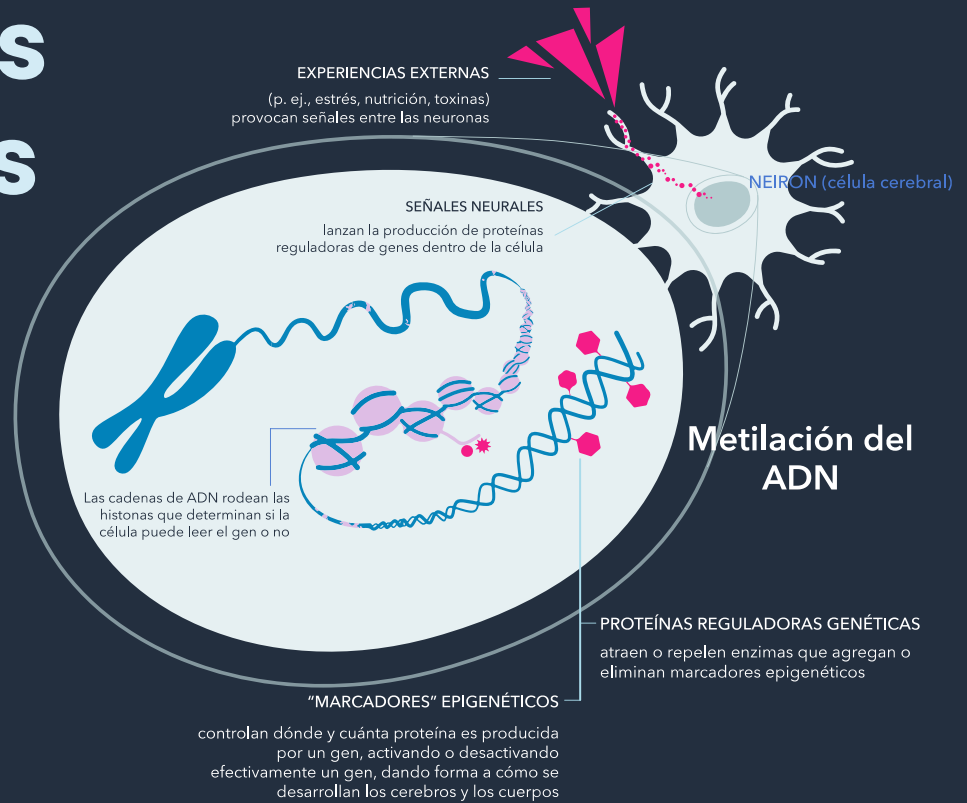 s
s
EXPERIENCIAS EXTERNAS
(p. ej., estrés, nutrición, toxinas)
provocan señales entre las neuronas
NEIRON (célula cerebral)
SEÑALES NEURALES
lanzan la producción de proteínas
reguladoras de genes dentro de la célula
Metilación del
ADN
Las cadenas de ADN rodean las
histonas que determinan si la
célula puede leer el gen o no
PROTEÍNAS REGULADORAS GENÉTICAS
atraen o repelen enzimas que agregan o
eliminan marcadores epigenéticos
"MARCADORES" EPIGENÉTICOS
controlan dónde y cuánta proteína es producida
por un gen, activando o desactivando
efectivamente un gen, dando forma a cómo se
desarrollan los cerebros y los cuerpos